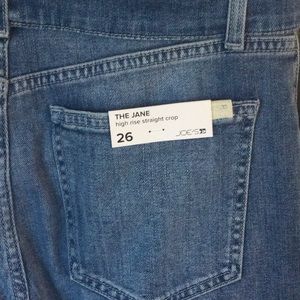 THE JANE
high rise straight crop
26
JOE'S